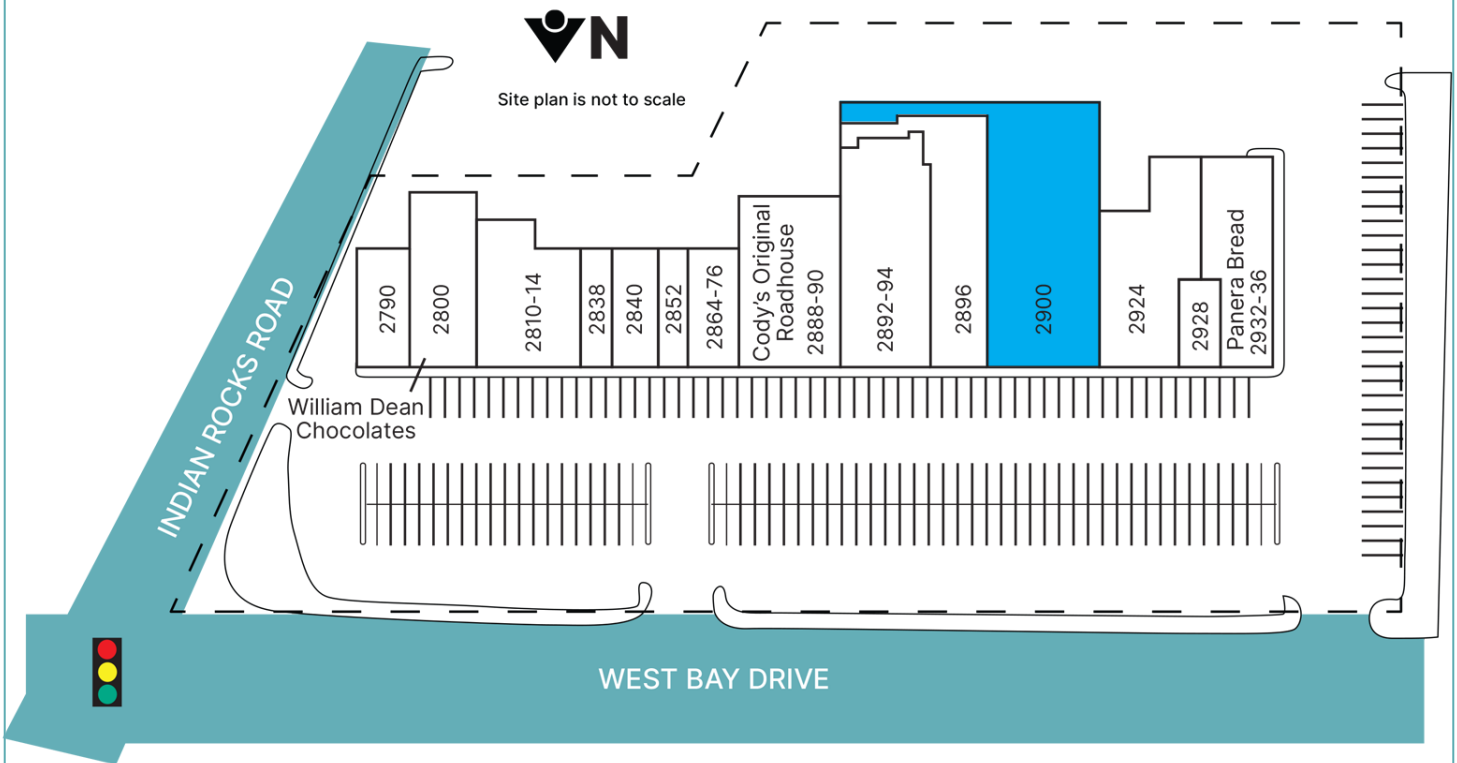 N
Site plan is not to scale
INDIAN ROCKS ROAD
2790
2800
2810-14
2838
2840
2852
2864-76
Cody's Original
Roadhouse
2888-90
2892-94
2896
2900
2924
2928
Panera Bread
2932-36
William Dean
Chocolates
WEST BAY DRIVE